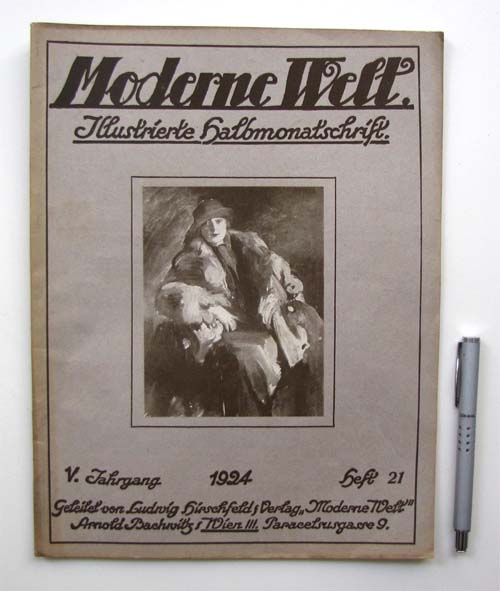 Moderne Welt.
Illustrierte Halbmonatschrift.
V. Jahrgang 1924 Heft 21
Geleitet von Ludwig Hirschfeld; Verlag „Moderne Welt"
Arnold Bachwitz; Wien III. Paracelsusgasse 9.